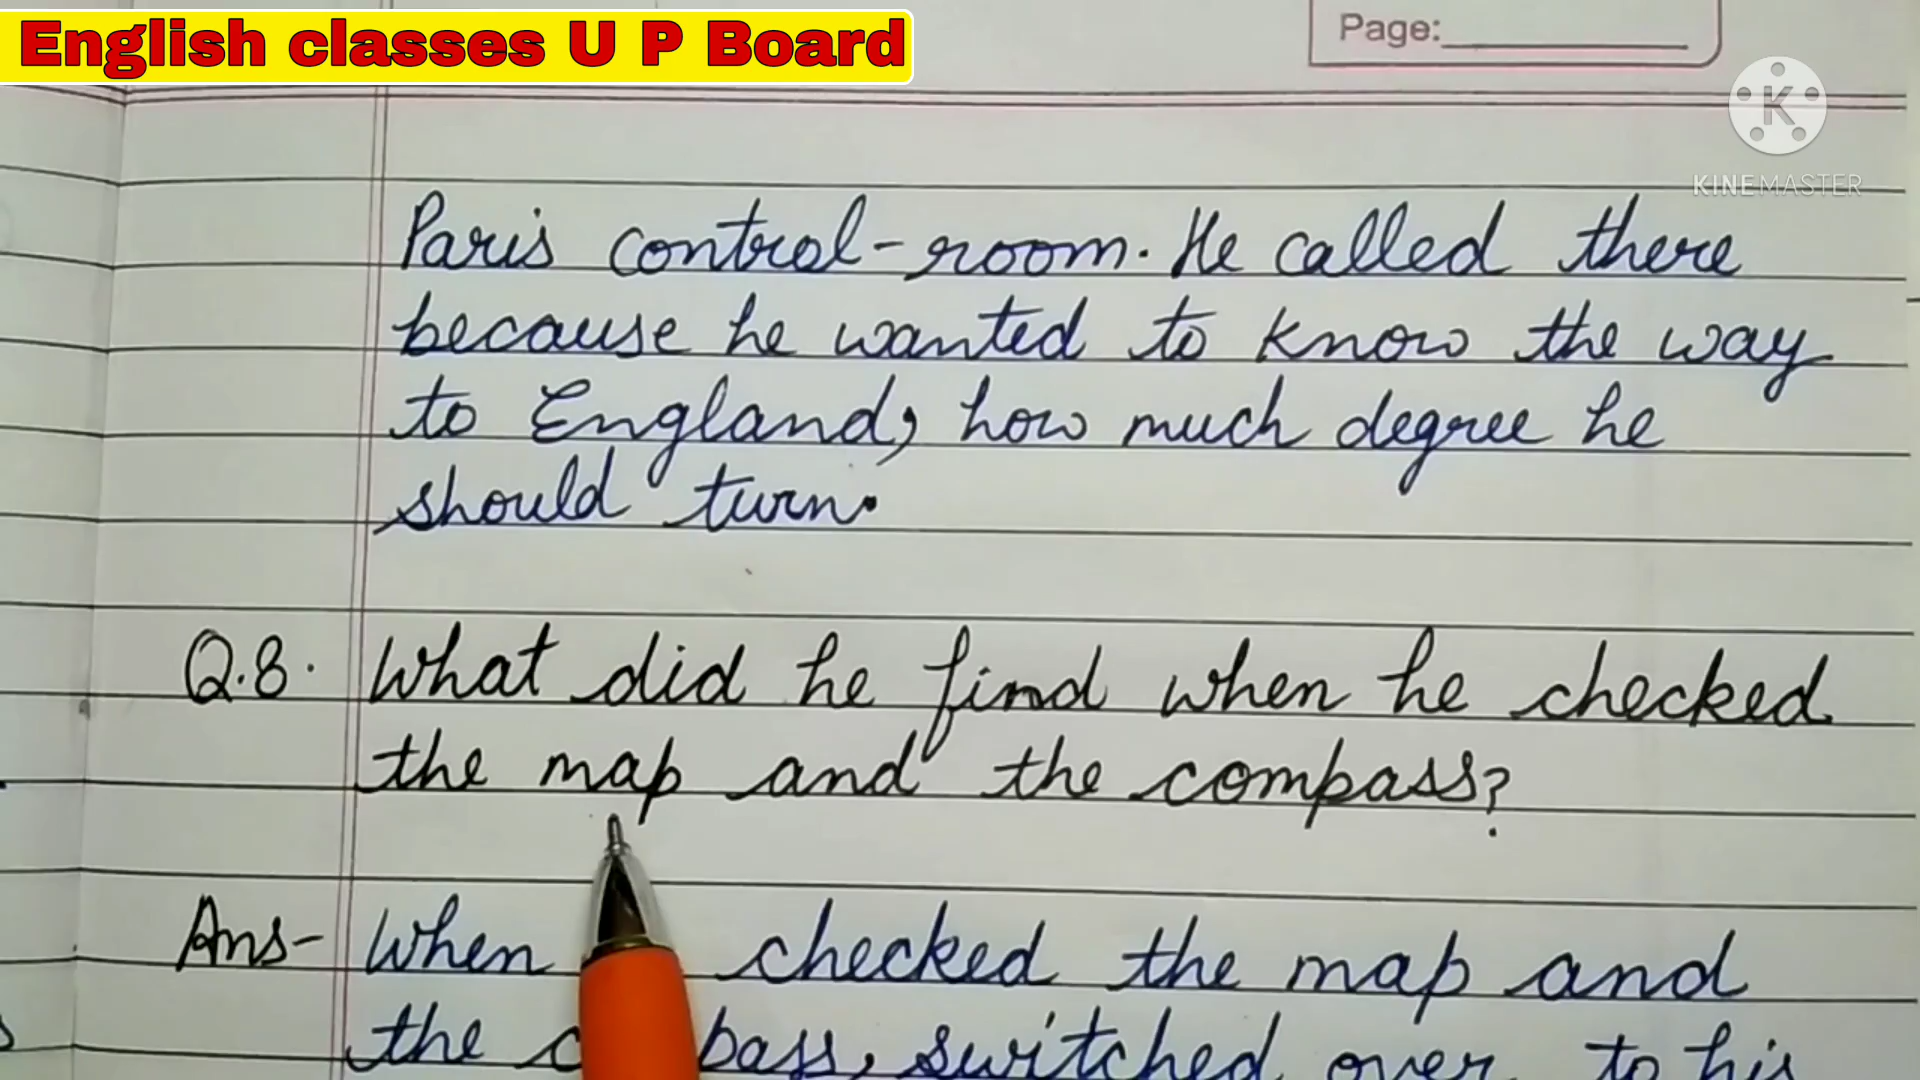 English classes U P Board
Page:
KINEMASTER
Paris control-room. He called there
because he wanted to know the way
to England, how much degree he
should turn.
Q.8. What did he find when he checked
the map and the compass?
Ans- When checked the map and
the switched over to his